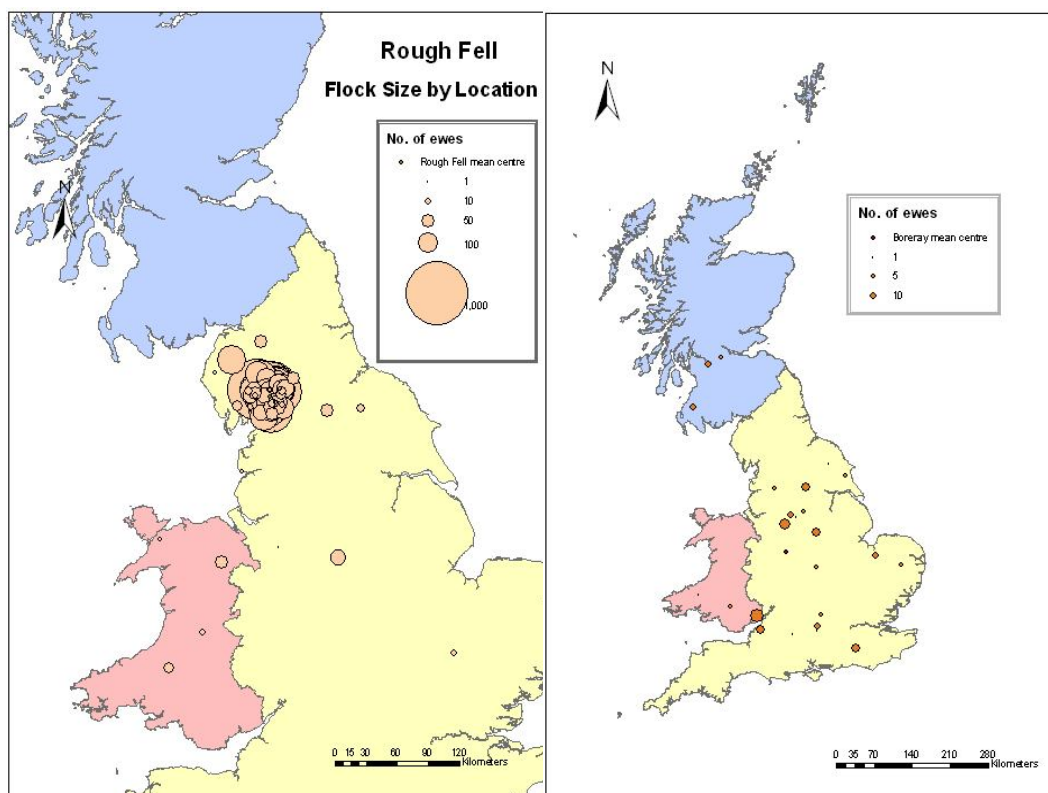 Rough Fell
Flock Size by Location
No. of ewes
Rough Fell mean centre
1
10
50
100
1,000
N
0 15 30 60 90 120
Kilometers
N
No. of ewes
Boreray mean centre
1
5
10
0 35 70 140 210 280
Kilometers